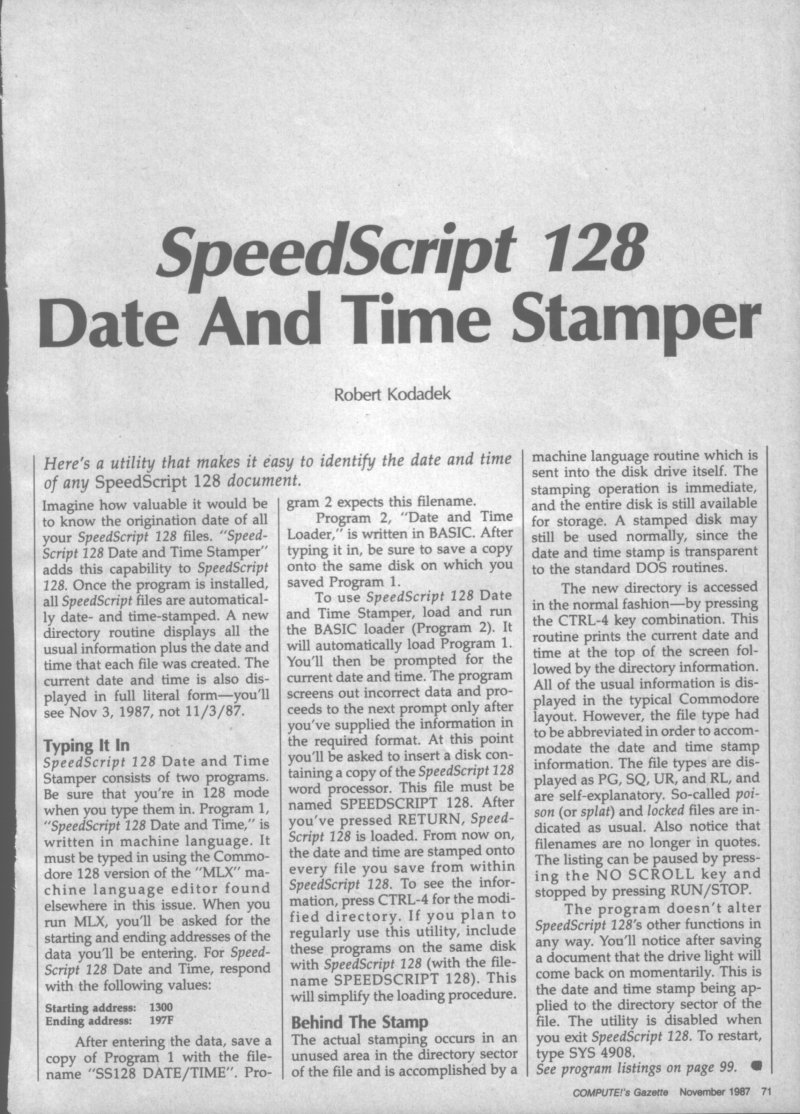 SpeedScript 128
Date And Time Stamper
Robert Kodadek
Here's a utility that makes it easy to identify the date and time
of any SpeedScript 128 document.
Imagine how valuable it would be
to know the origination date of all
your SpeedScript 128 files. "Speed-
Script 128 Date and Time Stamper"
adds this capability to SpeedScript
128. Once the program is installed,
all SpeedScript files are automatical-
ly date- and time-stamped. A new
directory routine displays all the
usual information plus the date and
time that each file was created. The
current date and time is also dis-
played in full literal form—you'll
see Nov 3, 1987, not 11/3/87.
Typing It In
SpeedScript 128 Date and Time
Stamper consists of two programs.
Be sure that you're in 128 mode
when you type them in. Program 1,
"SpeedScript 128 Date and Time," is
written in machine language. It
must be typed in using the Commo-
dore 128 version of the "MLX" ma-
chine language editor found
elsewhere in this issue. When you
run MLX, you'll be asked for the
starting and ending addresses of the
data you'll be entering. For Speed-
Script 128 Date and Time, respond
with the following values:
Starting address: 1300
Ending address: 197F
After entering the data, save a
copy of Program 1 with the file-
name "SS128 DATE/TIME". Pro-
gram 2 expects this filename.
Program 2, "Date and Time
Loader," is written in BASIC. After
typing it in, be sure to save a copy
onto the same disk on which you
saved Program 1.
To use SpeedScript 128 Date
and Time Stamper, load and run
the BASIC loader (Program 2). It
will automatically load Program 1.
You'll then be prompted for the
current date and time. The program
screens out incorrect data and pro-
ceeds to the next prompt only after
you've supplied the information in
the required format. At this point
you'll be asked to insert a disk con-
taining a copy of the SpeedScript 128
word processor. This file must be
named SPEEDSCRIPT 128. After
you've pressed RETURN, Speed-
Script 128 is loaded. From now on,
the date and time are stamped onto
every file you save from within
SpeedScript 128. To see the infor-
mation, press CTRL-4 for the modi-
fied directory. If you plan to
regularly use this utility, include
these programs on the same disk
with SpeedScript 128 (with the file-
name SPEEDSCRIPT 128). This
will simplify the loading procedure.
Behind The Stamp
The actual stamping occurs in an
unused area in the directory sector
of the file and is accomplished by a
machine language routine which is
sent into the disk drive itself. The
stamping operation is immediate,
and the entire disk is still available
for storage. A stamped disk may
still be used normally, since the
date and time stamp is transparent
to the standard DOS routines.
The new directory is accessed
in the normal fashion—by pressing
the CTRL-4 key combination. This
routine prints the current date and
time at the top of the screen fol-
lowed by the directory information.
All of the usual information is dis-
played in the typical Commodore
layout. However, the file type had
to be abbreviated in order to accom-
modate the date and time stamp
information. The file types are dis-
played as PG, SQ, UR, and RL, and
are self-explanatory. So-called poi-
son (or splat) and locked files are in-
dicated as usual. Also notice that
filenames are no longer in quotes.
The listing can be paused by press-
ing the NO SCROLL key and
stopped by pressing RUN/STOP.
The program doesn't alter
SpeedScript 128's other functions in
any way. You'll notice after saving
a document that the drive light will
come back on momentarily. This is
the date and time stamp being ap-
plied to the directory sector of the
file. The utility is disabled when
you exit SpeedScript 128. To restart,
type SYS 4908.
See program listings on page 99.
COMPUTE!'s Gazette November 1987 71